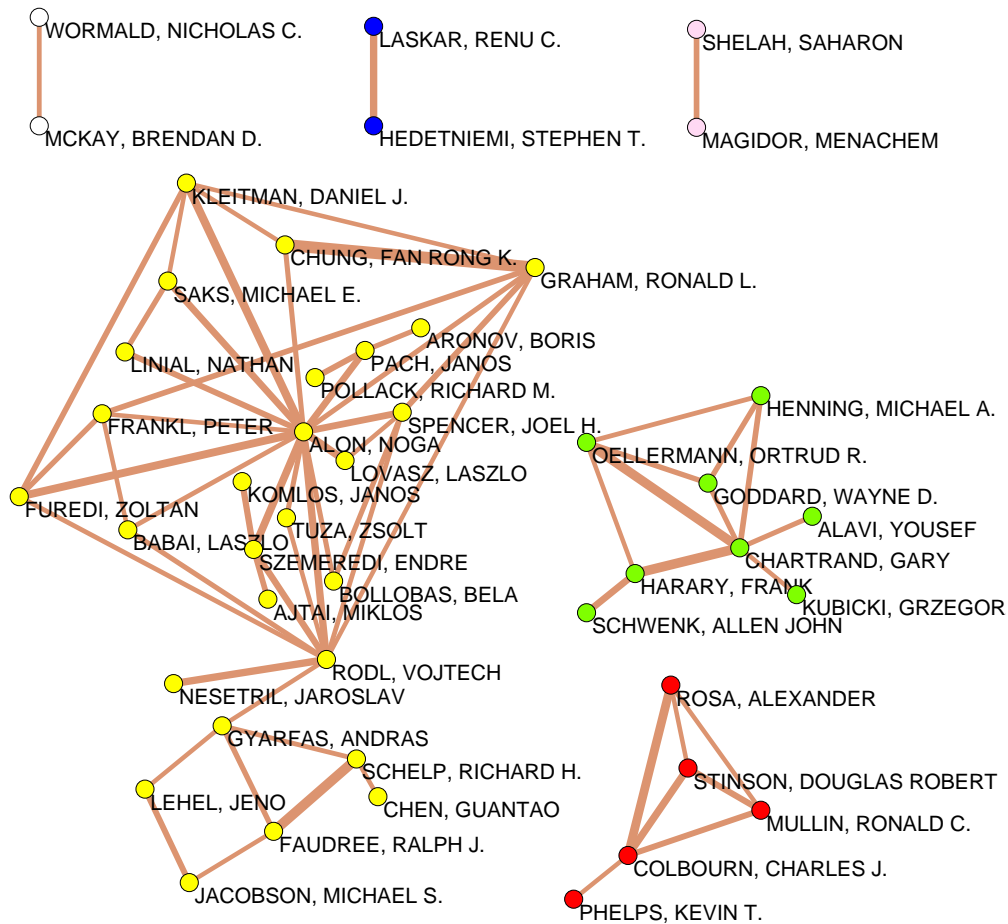 WORMALD, NICHOLAS C.
LASKAR, RENU C.
SHELAH, SAHARON
MCKAY, BRENDAN D.
HEDETNIEMI, STEPHEN T.
MAGIDOR, MENACHEM
KLEITMAN, DANIEL J.
CHUNG, FAN RONG K.
GRAHAM, RONALD L.
SAKS, MICHAEL E.
ARONOV, BORIS
LINIAL, NATHAN
PACH, JANOS
POLLACK, RICHARD M.
HENNING, MICHAEL A.
FRANKL, PETER
SPENCER, JOEL H.
ALON, NOGA
OELLERMANN, ORTRUD R.
LOVASZ, LASZLO
KOMLOS, JANOS
GODDARD, WAYNE D.
FUREDI, ZOLTAN
TUZA, ZSOLT
ALAVI, YOUSEF
BABAI, LASZLO
SZEMEREDI, ENDRE
CHARTRAND, GARY
BOLLOBAS, BELA
HARARY, FRANK
AJTAI, MIKLOS
KUBICKI, GRZEGOR
SCHWENK, ALLEN JOHN
RODL, VOJTECH
NESETRIL, JAROSLAV
ROSA, ALEXANDER
GYARFAS, ANDRAS
SCHELP, RICHARD H.
STINSON, DOUGLAS ROBERT
LEHEL, JENO
CHEN, GUANTAO
MULLIN, RONALD C.
FAUDREE, RALPH J.
COLBOURN, CHARLES J.
JACOBSON, MICHAEL S.
PHELPS, KEVIN T.